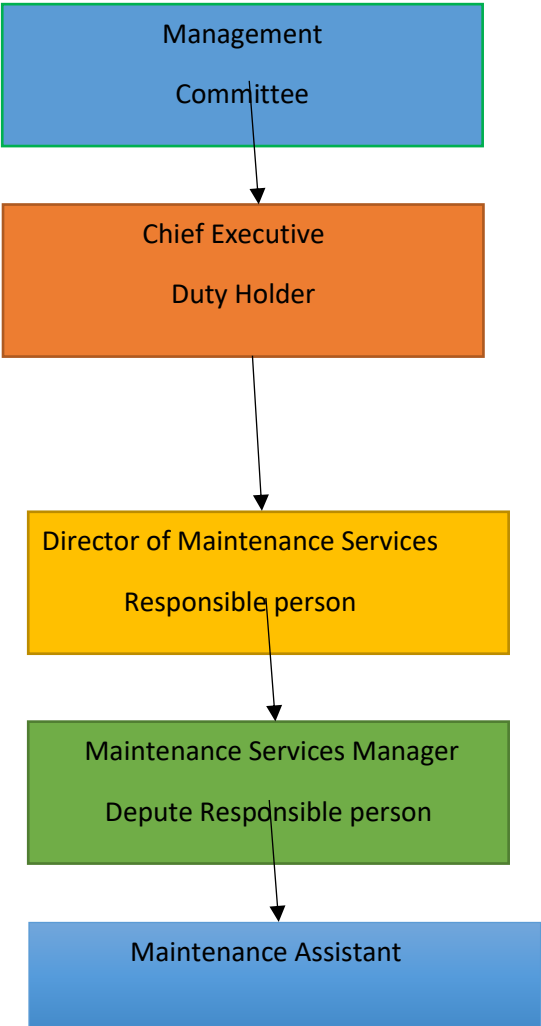 Management
Committee
Chief Executive
Duty Holder
Director of Maintenance Services
Responsible person
Maintenance Services Manager
Depute Responsible person
Maintenance Assistant